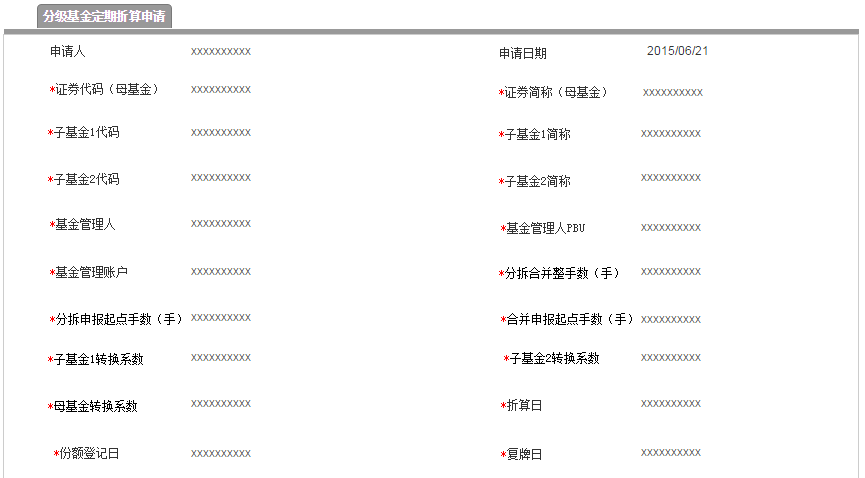 分级基金定期折算申请
申请人 xxxxxxxxxx 申请日期 2015/06/21
*证券代码（母基金） xxxxxxxxxx *证券简称（母基金） xxxxxxxxxx
*子基金1代码 xxxxxxxxxx *子基金1简称 xxxxxxxxxx
*子基金2代码 xxxxxxxxxx *子基金2简称 xxxxxxxxxx
*基金管理人 xxxxxxxxxx *基金管理人PBU xxxxxxxxxx
*基金管理账户 xxxxxxxxxx *分拆合并整手数（手） xxxxxxxxxx
*分拆申报起点手数（手） xxxxxxxxxx *合并申报起点手数（手） xxxxxxxxxx
*子基金1转换系数 xxxxxxxxxx *子基金2转换系数 xxxxxxxxxx
*母基金转换系数 xxxxxxxxxx *折算日 xxxxxxxxxx
*份额登记日 xxxxxxxxxx *复牌日 xxxxxxxxxx